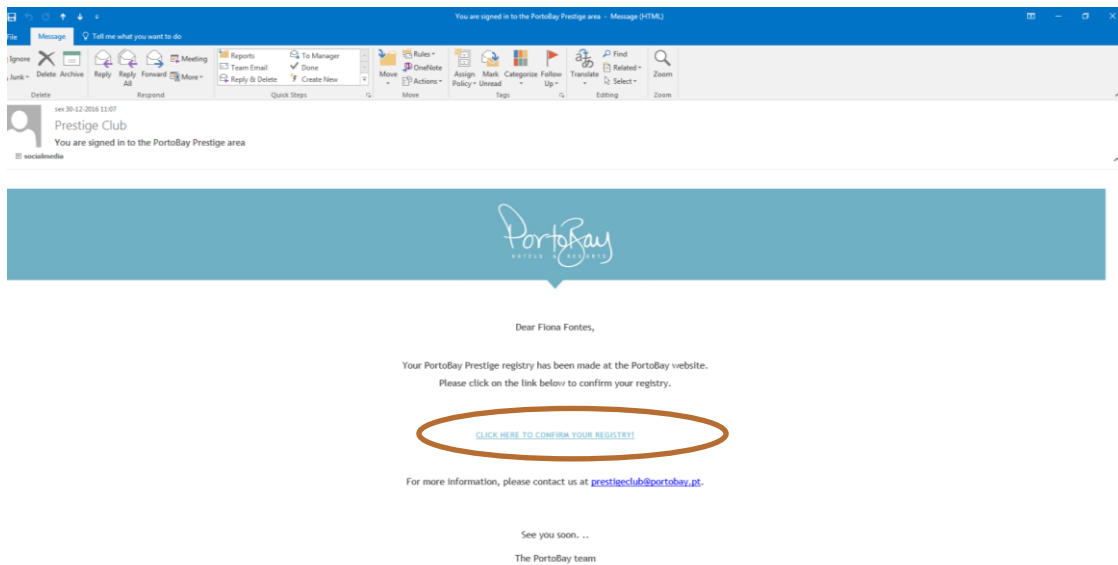 You are signed in to the PortoBay Prestige area - Message (HTML)
File Message Tell me what you want to do
Ignore
Junk
Delete Archive
Reply Reply All Forward
Meeting
More
Reports
Team Email
Reply & Delete
To Manager
Done
Create New
Move
Rules
OneNote
Actions
Assign Policy
Mark Unread
Categorize
Follow Up
Translate
Find
Related
Select
Zoom
Delete Respond Quick Steps Move Tags Editing Zoom
sex 30-12-2016 11:07
Prestige Club
You are signed in to the PortoBay Prestige area
socialmedia
PortoBay
HOTELS & RESORTS
Dear Fiona Fontes,
Your PortoBay Prestige registry has been made at the PortoBay website.
Please click on the link below to confirm your registry.
CLICK HERE TO CONFIRM YOUR REGISTRY!
For more information, please contact us at prestigeclub@portobay.pt.
See you soon. ..
The PortoBay team